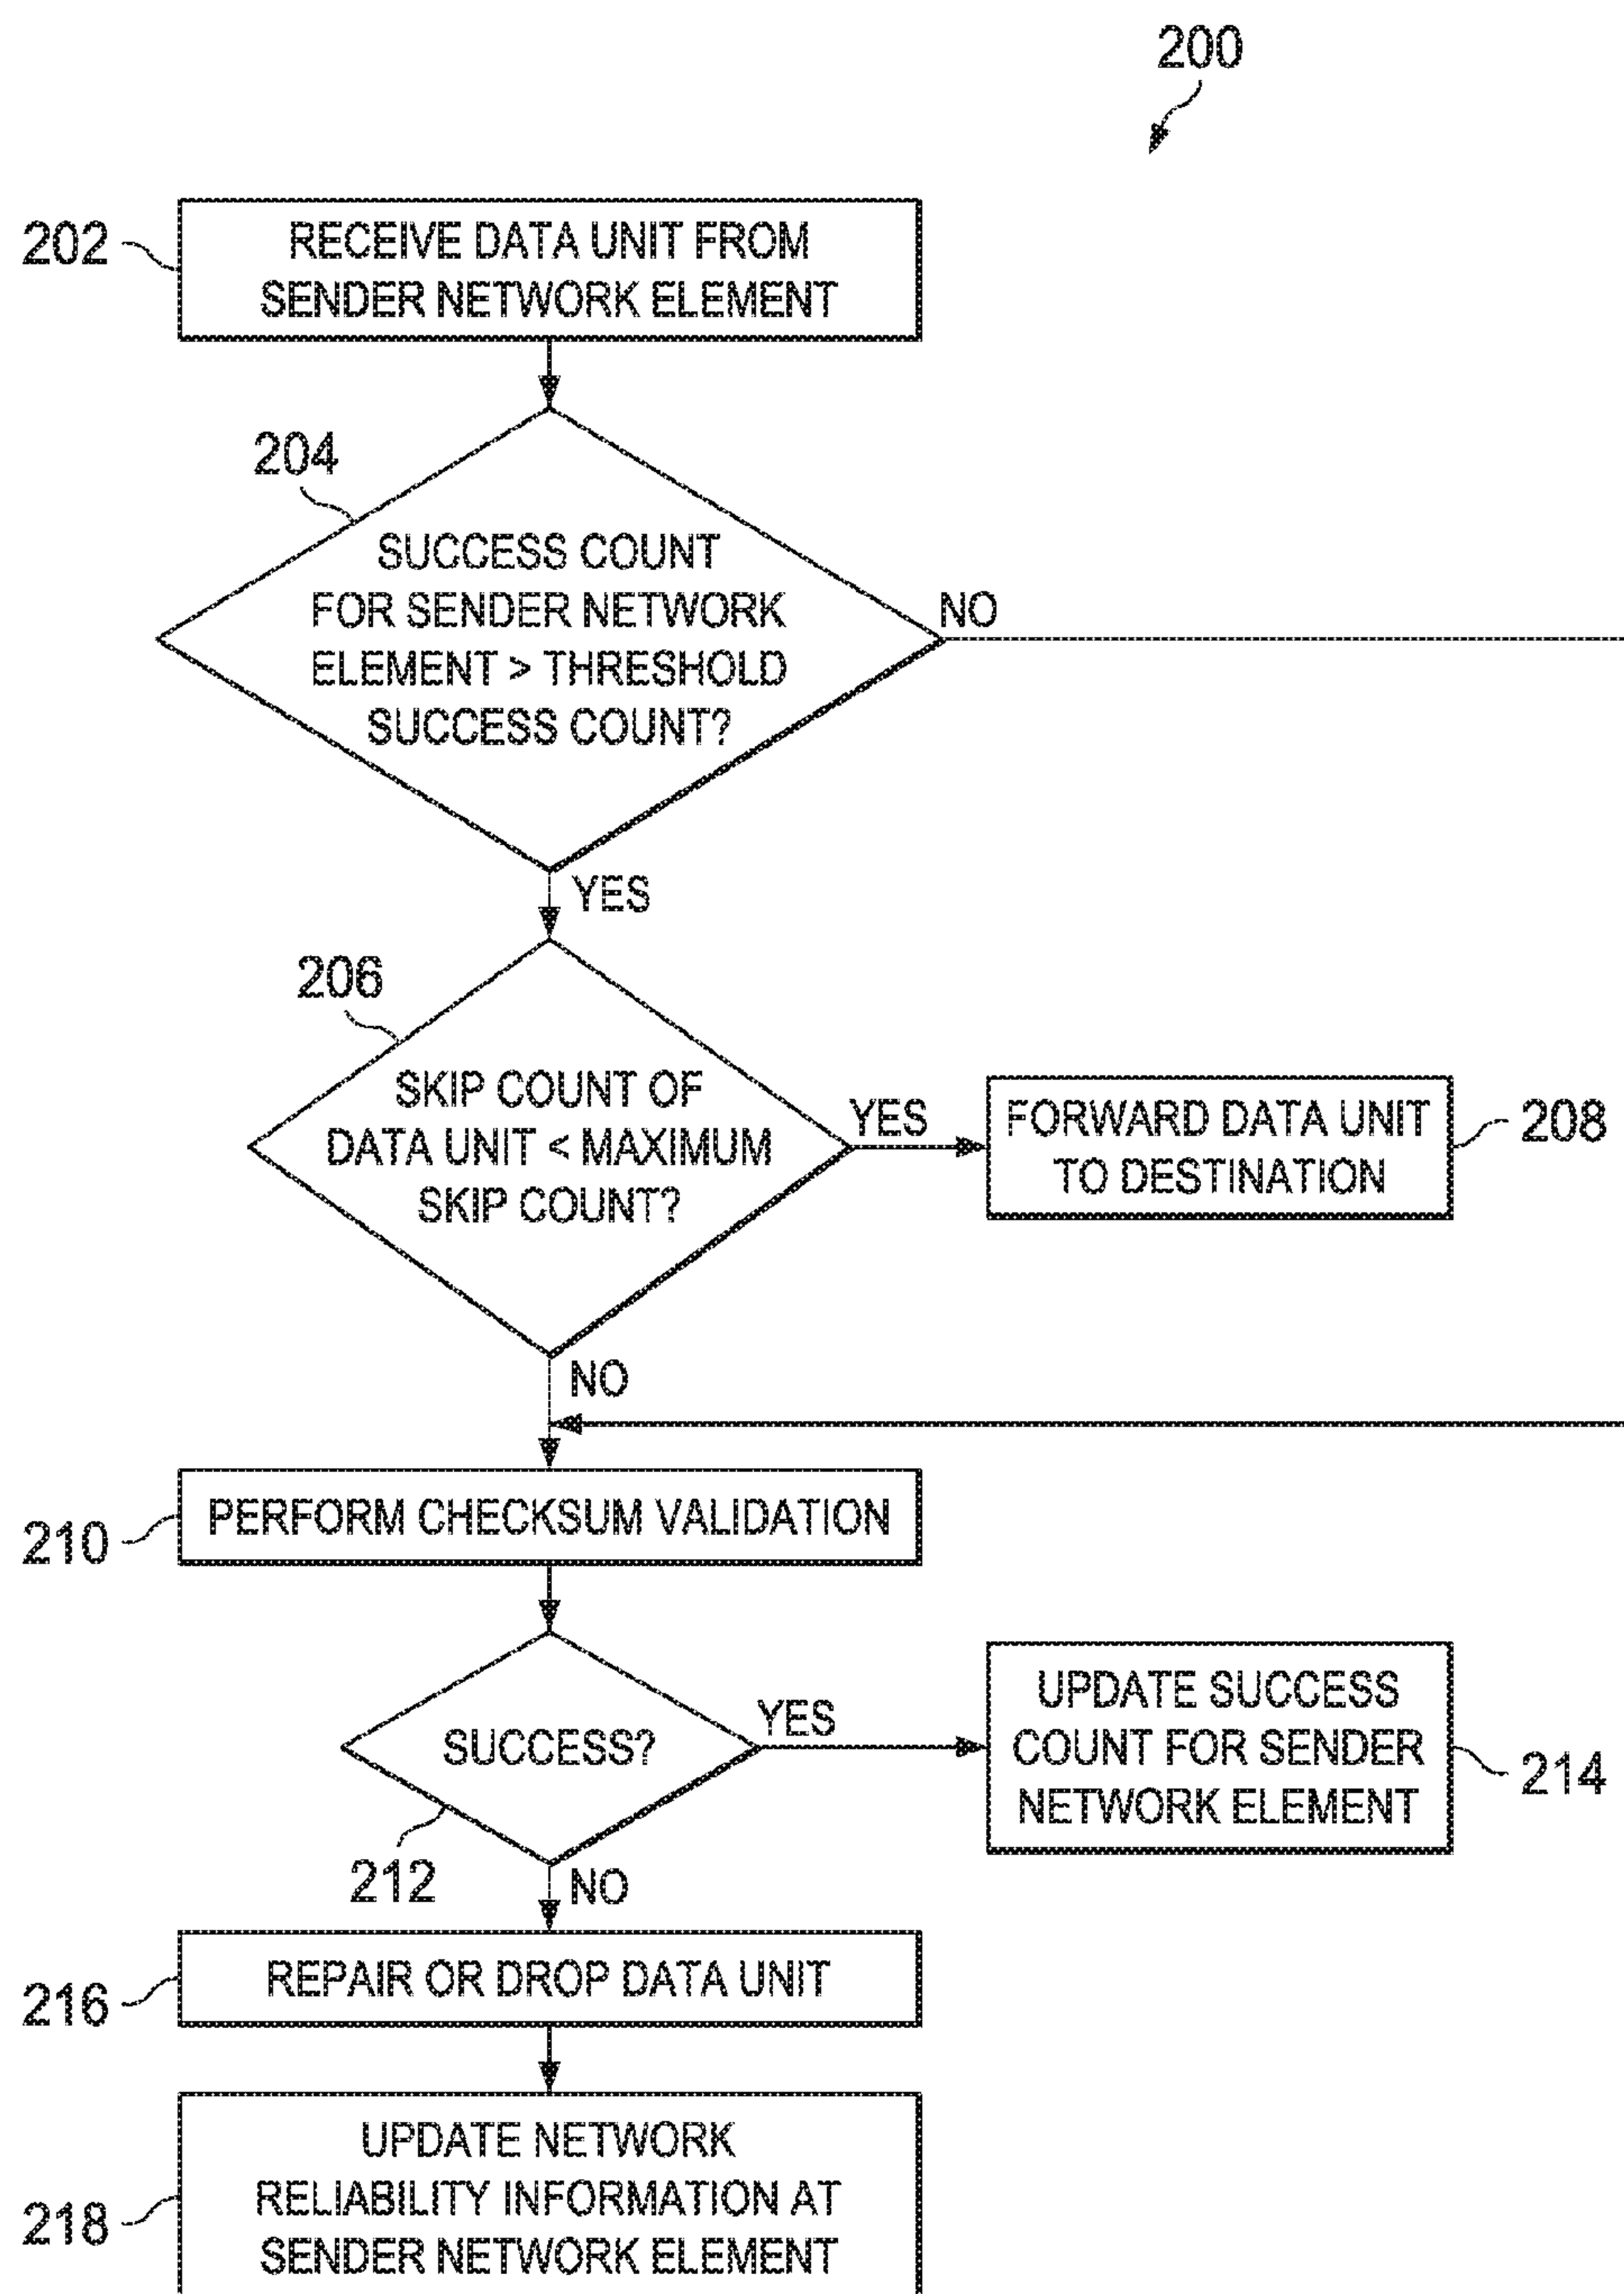 200
202
RECEIVE DATA UNIT FROM
SENDER NETWORK ELEMENT
204
SUCCESS COUNT
FOR SENDER NETWORK
ELEMENT > THRESHOLD
SUCCESS COUNT?
NO
YES
206
SKIP COUNT OF
DATA UNIT < MAXIMUM
SKIP COUNT?
YES
FORWARD DATA UNIT
TO DESTINATION
208
NO
210
PERFORM CHECKSUM VALIDATION
SUCCESS?
YES
UPDATE SUCCESS
COUNT FOR SENDER
NETWORK ELEMENT
214
212
NO
216
REPAIR OR DROP DATA UNIT
218
UPDATE NETWORK
RELIABILITY INFORMATION AT
SENDER NETWORK ELEMENT